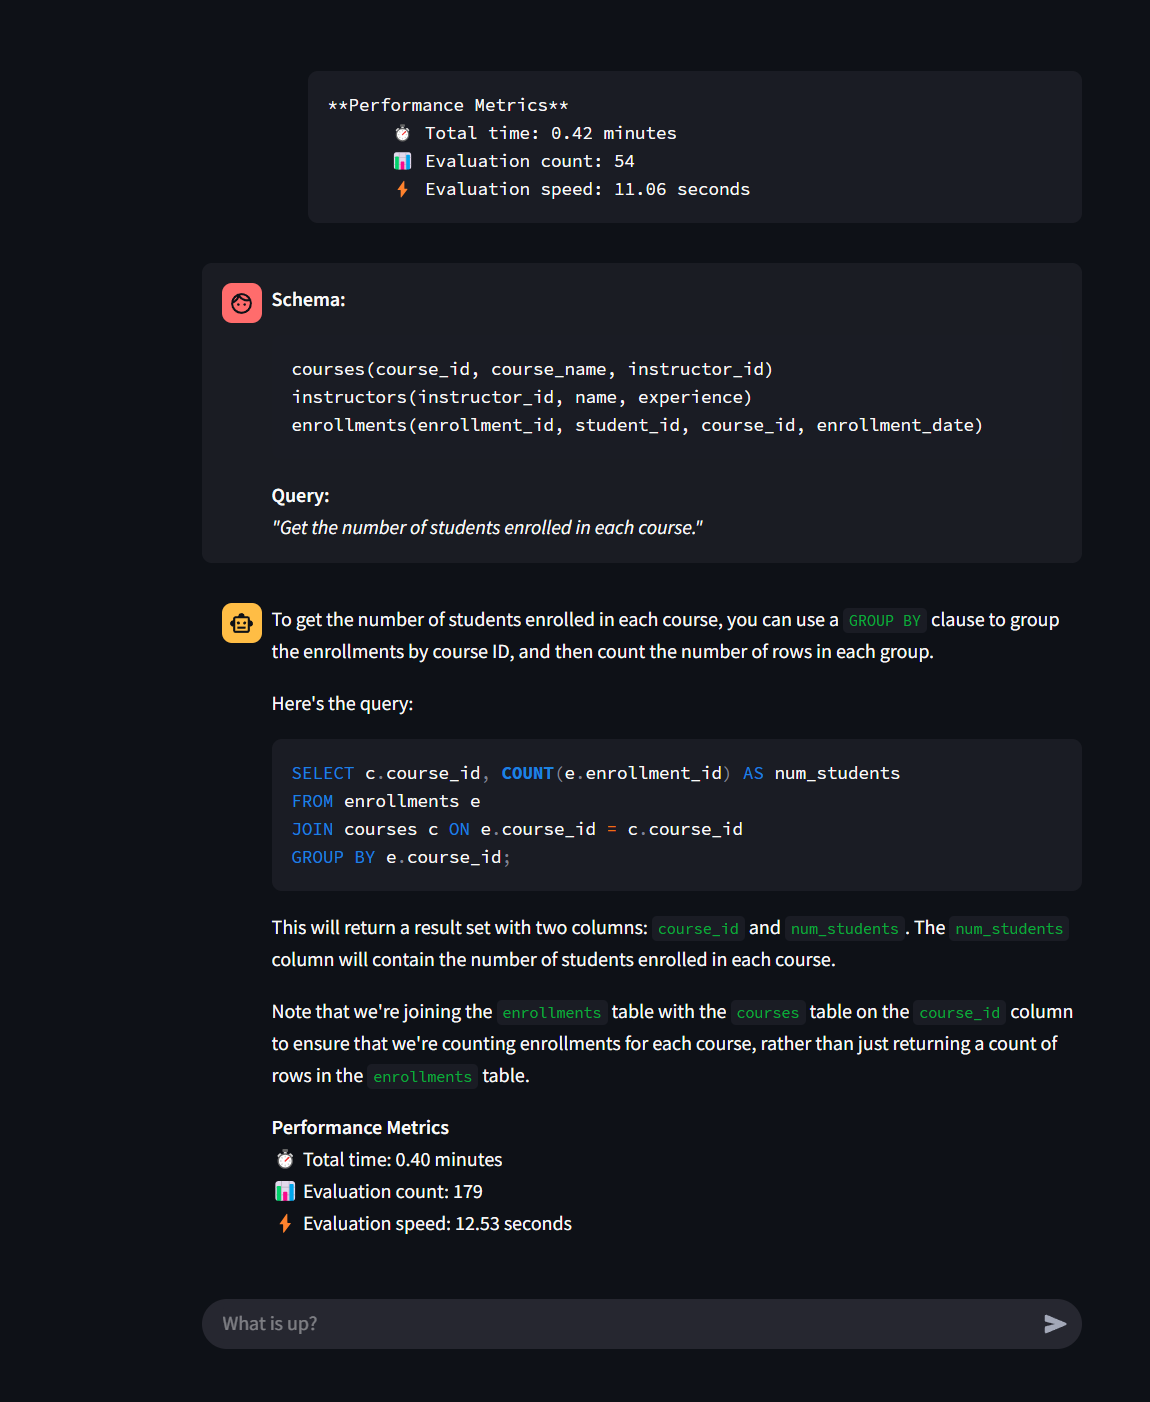 **Performance Metrics**
⏱️ Total time: 0.42 minutes
📊 Evaluation count: 54
⚡ Evaluation speed: 11.06 seconds
Schema:
courses(course_id, course_name, instructor_id)
instructors(instructor_id, name, experience)
enrollments(enrollment_id, student_id, course_id, enrollment_date)
Query:
"Get the number of students enrolled in each course."
To get the number of students enrolled in each course, you can use a GROUP BY clause to group
the enrollments by course ID, and then count the number of rows in each group.
Here's the query:
SELECT c.course_id, COUNT(e.enrollment_id) AS num_students
FROM enrollments e
JOIN courses c ON e.course_id = c.course_id
GROUP BY e.course_id;
This will return a result set with two columns: course_id and num_students. The num_students
column will contain the number of students enrolled in each course.
Note that we're joining the enrollments table with the courses table on the course_id column
to ensure that we're counting enrollments for each course, rather than just returning a count of
rows in the enrollments table.
Performance Metrics
⏱️ Total time: 0.40 minutes
📊 Evaluation count: 179
⚡ Evaluation speed: 12.53 seconds
What is up?